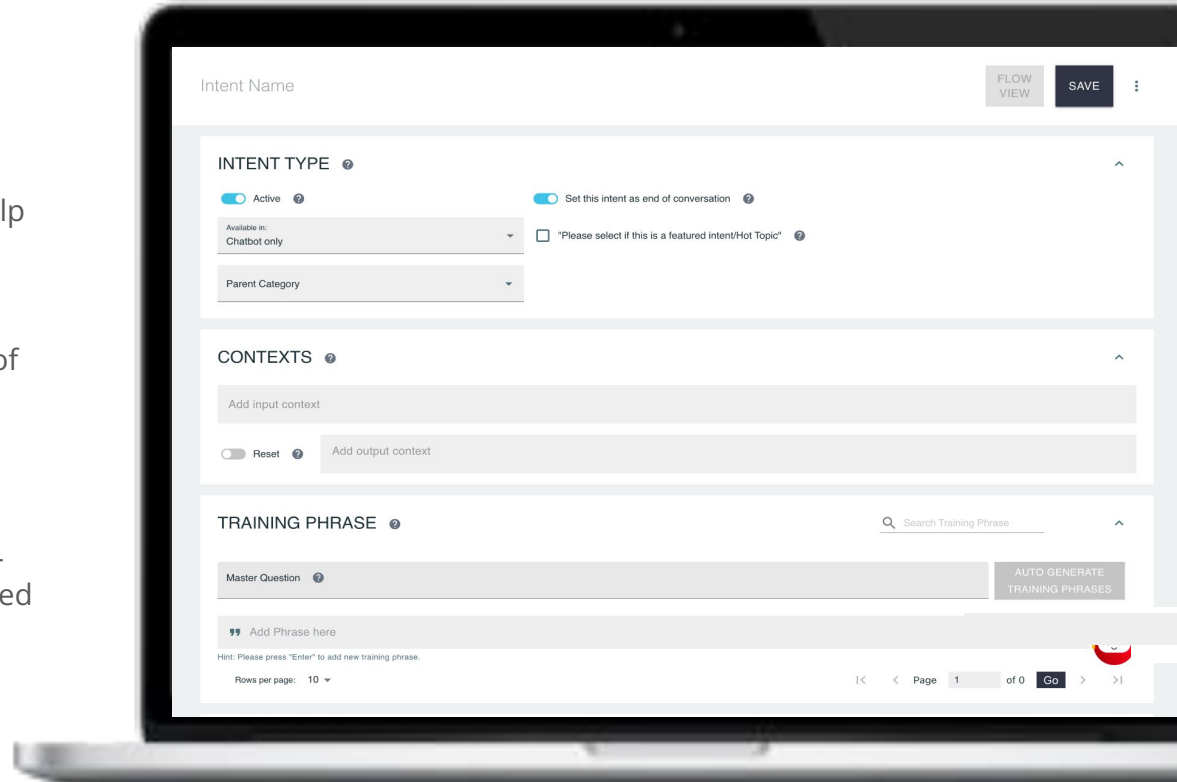 lp
of
ed
Intent Name
FLOW
VIEW
SAVE
INTENT TYPE
Active
Set this intent as end of conversation
Available in:
Chatbot only
"Please select if this is a featured intent/Hot Topic"
Parent Category
CONTEXTS
Add input context
Reset
Add output context
TRAINING PHRASE
Search Training Phrase
Master Question
AUTO GENERATE
TRAINING PHRASES
Add Phrase here
Hint: Please press "Enter" to add new training phrase.
Rows per page: 10
Page 1 of 0 Go